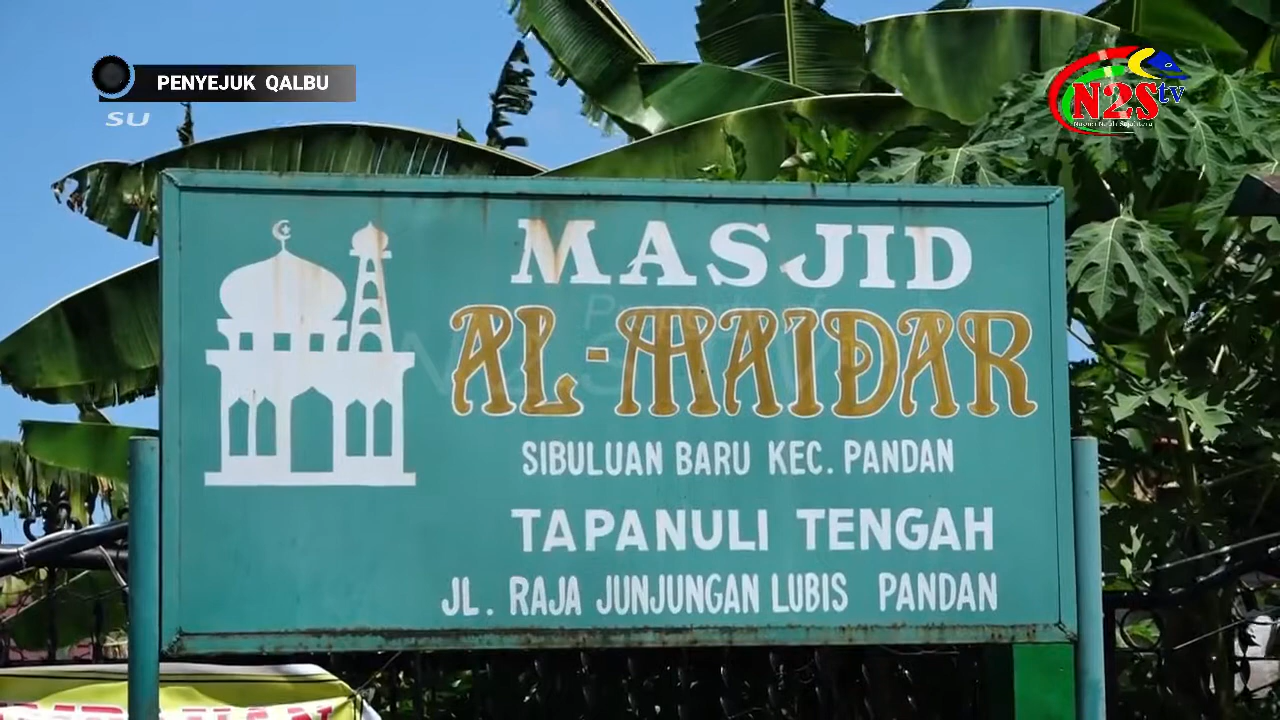 PENYEJUK QALBU
SU
N2S tv
MASJID
AL-MAIDAR
SIBULUAN BARU KEC. PANDAN
TAPANULI TENGAH
JL. RAJA JUNJUNGAN LUBIS PANDAN